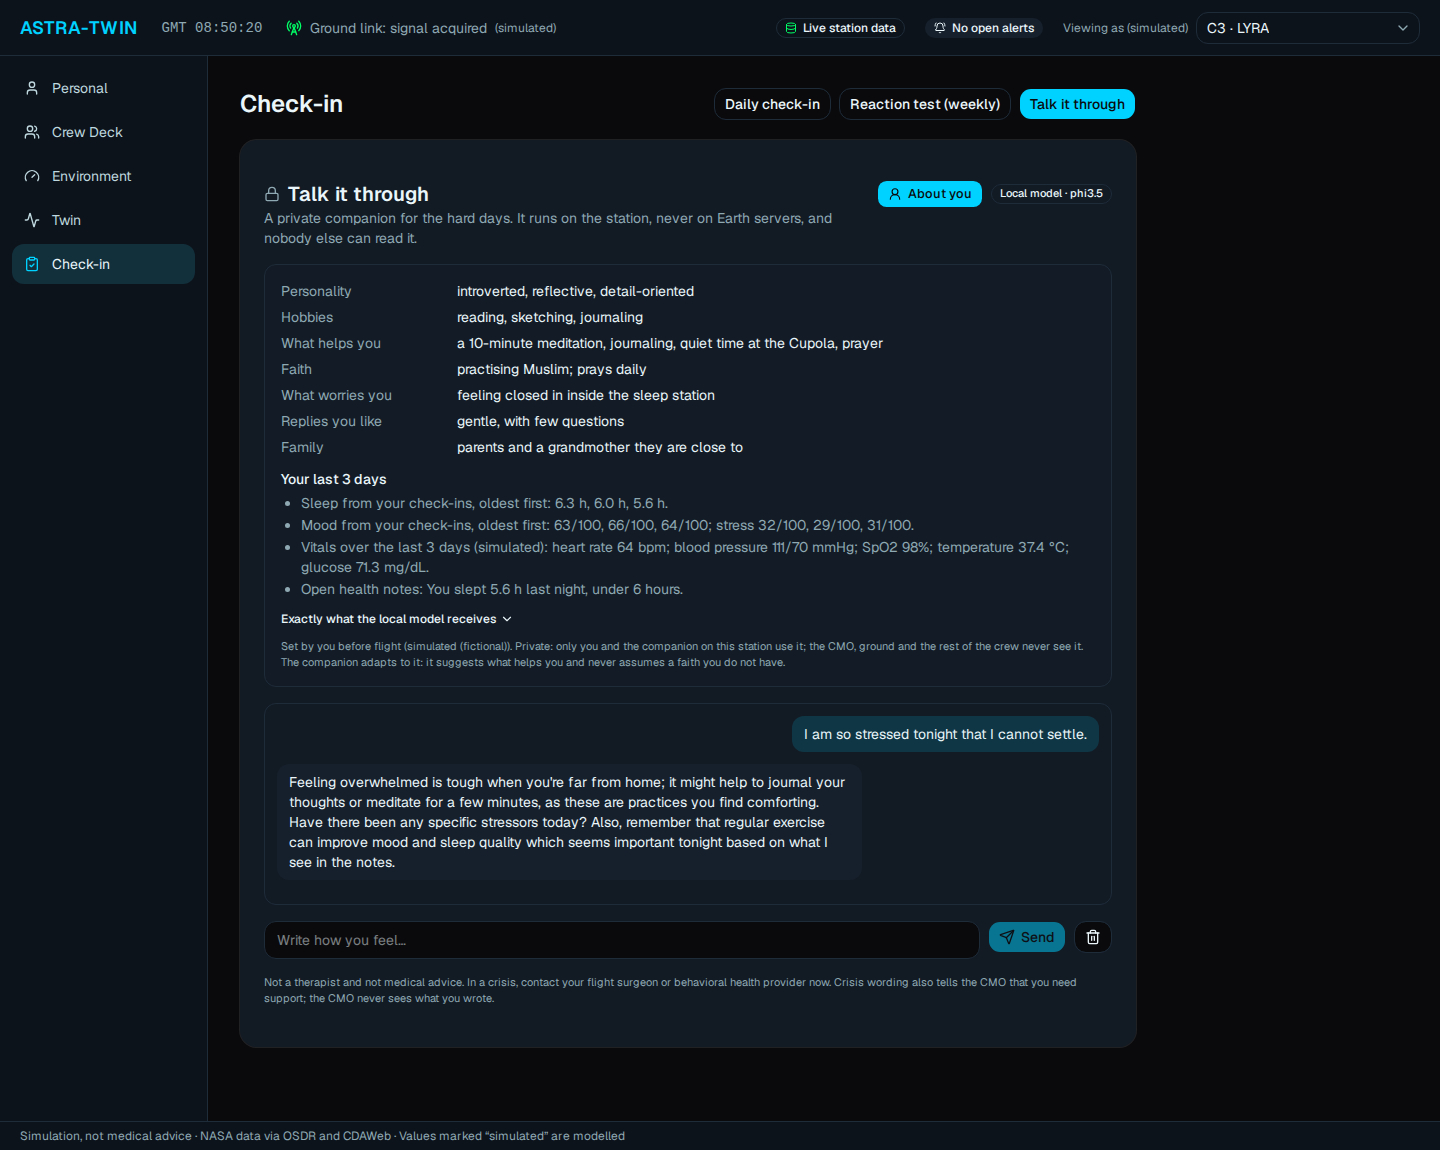 ASTRA-TWIN
GMT 08:50:20
Ground link: signal acquired (simulated)
Live station data
No open alerts
Viewing as (simulated)
C3 · LYRA
Personal
Crew Deck
Environment
Twin
Check-in
Check-in
Daily check-in
Reaction test (weekly)
Talk it through
Talk it through
About you
Local model · phi3.5
A private companion for the hard days. It runs on the station, never on Earth servers, and
nobody else can read it.
Personality introverted, reflective, detail-oriented
Hobbies reading, sketching, journaling
What helps you a 10-minute meditation, journaling, quiet time at the Cupola, prayer
Faith practising Muslim; prays daily
What worries you feeling closed in inside the sleep station
Replies you like gentle, with few questions
Family parents and a grandmother they are close to
Your last 3 days
• Sleep from your check-ins, oldest first: 6.3 h, 6.0 h, 5.6 h.
• Mood from your check-ins, oldest first: 63/100, 66/100, 64/100; stress 32/100, 29/100, 31/100.
• Vitals over the last 3 days (simulated): heart rate 64 bpm; blood pressure 111/70 mmHg; SpO2 98%; temperature 37.4 °C;
glucose 71.3 mg/dL.
• Open health notes: You slept 5.6 h last night, under 6 hours.
Exactly what the local model receives
Set by you before flight (simulated (fictional)). Private: only you and the companion on this station use it; the CMO, ground and the rest of the crew never see it.
The companion adapts to it: it suggests what helps you and never assumes a faith you do not have.
I am so stressed tonight that I cannot settle.
Feeling overwhelmed is tough when you're far from home; it might help to journal your
thoughts or meditate for a few minutes, as these are practices you find comforting.
Have there been any specific stressors today? Also, remember that regular exercise
can improve mood and sleep quality which seems important tonight based on what I
see in the notes.
Write how you feel…
Send
Not a therapist and not medical advice. In a crisis, contact your flight surgeon or behavioral health provider now. Crisis wording also tells the CMO that you need
support; the CMO never sees what you wrote.
Simulation, not medical advice · NASA data via OSDR and CDAWeb · Values marked “simulated” are modelled